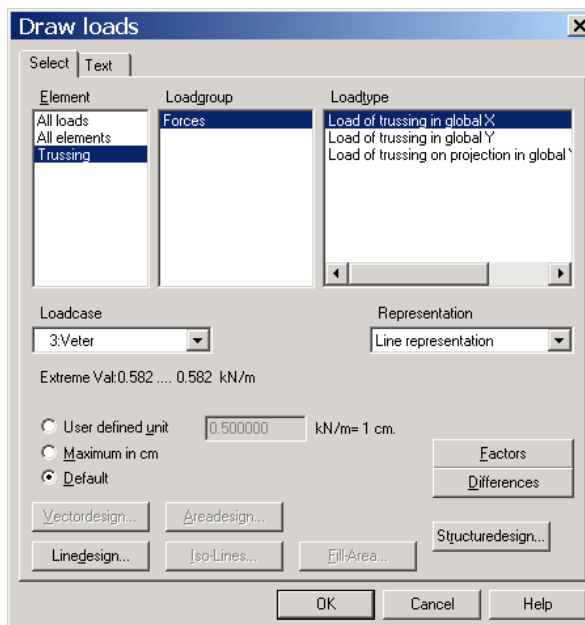 Draw loads
Select Text
Element Loadgroup Loadtype
All loads Forces Load of trussing in global X
All elements Load of trussing in global Y
Trussing Load of trussing on projection in global
Loadcase Representation
3:Veter Line representation
Extreme Val:0.582 .... 0.582 kN/m
User defined unit 0.500000 kN/m= 1 cm.
Maximum in cm Factors
Default Differences
Vectordesign... Areadesign...
Structuredesign...
Linedesign... Iso-Lines... Fill-Area...
OK Cancel Help